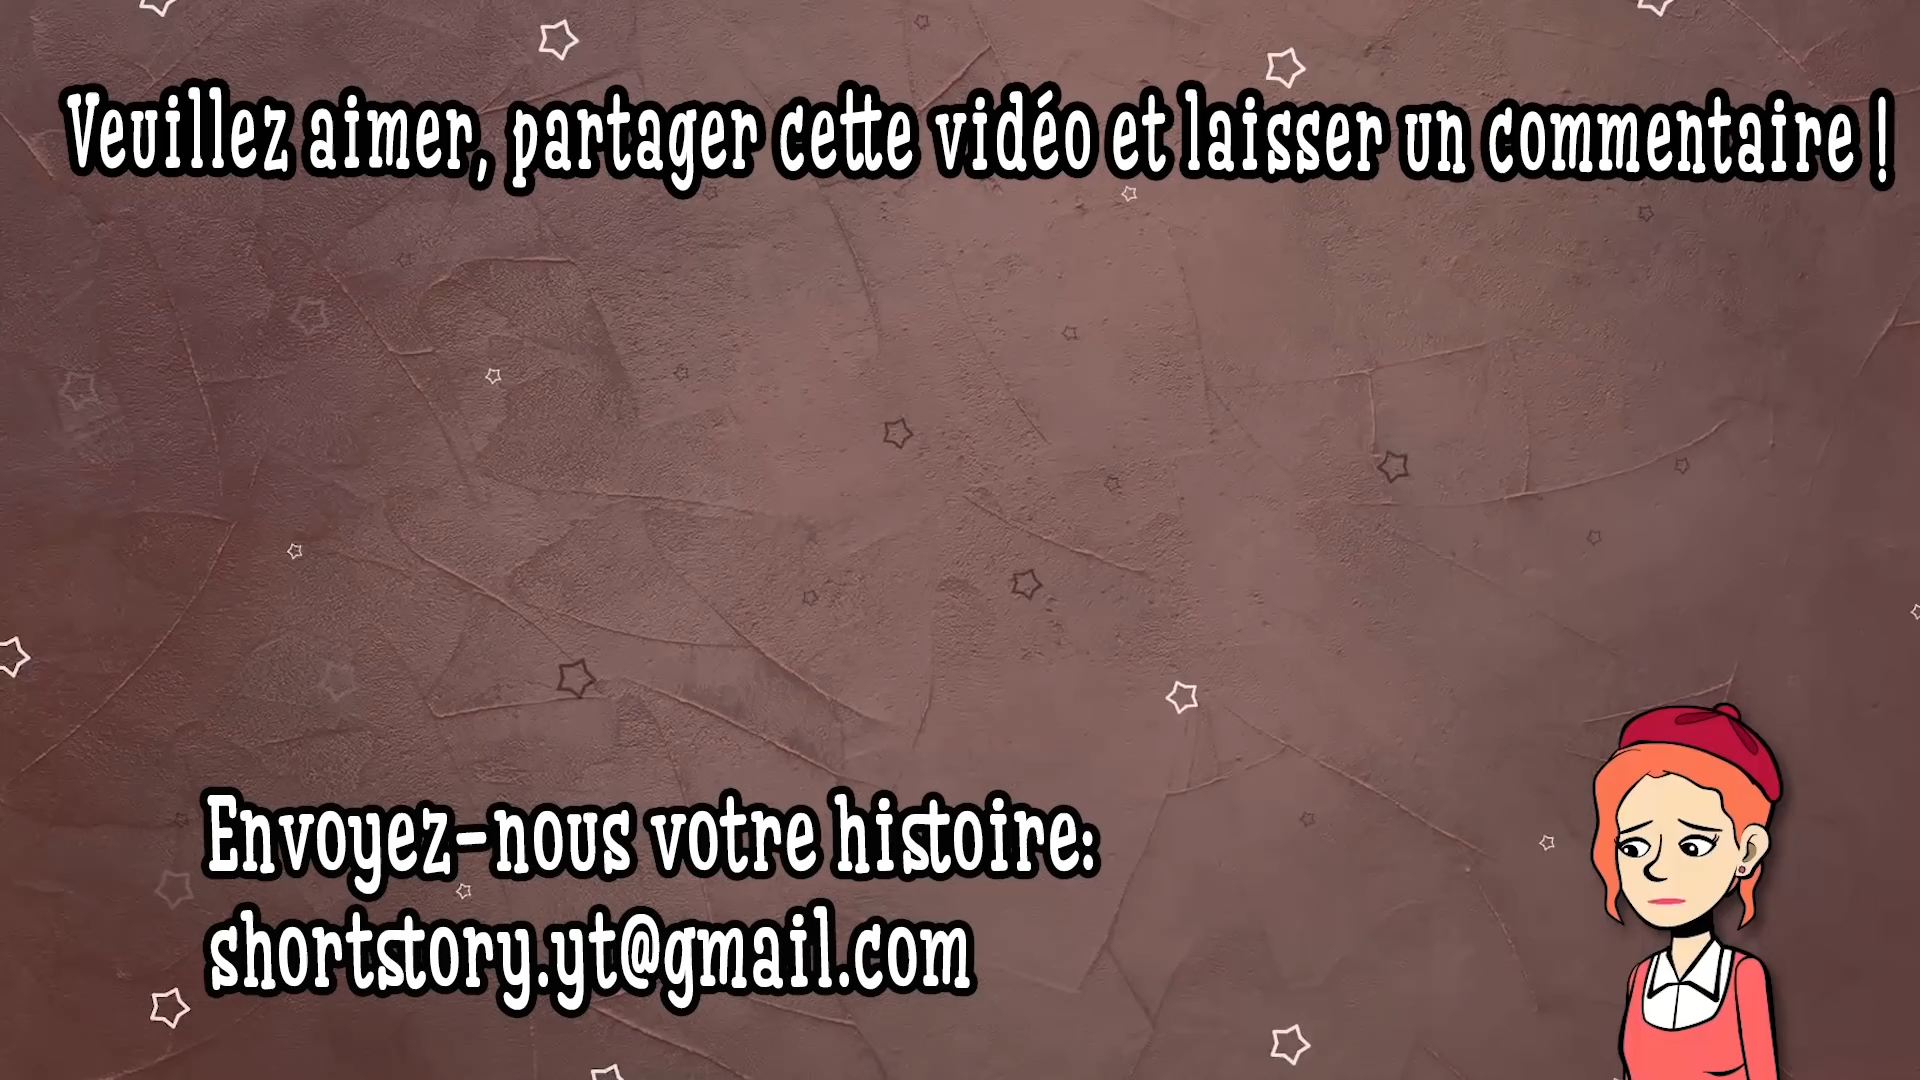 Veuillez aimer, partager cette vidéo et laisser un commentaire !
Envoyez-nous votre histoire:
shortstory.yt@gmail.com